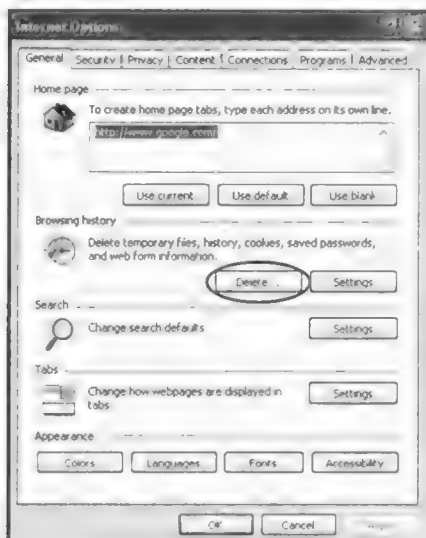 Internet Options
General Security Privacy Content Connections Programs Advanced
Home page
To create home page tabs, type each address on its own line.
http://www.google.com/
Use current Use default Use blank
Browsing history
Delete temporary files, history, cookies, saved passwords,
and web form information.
Delete... Settings
Search
Change search defaults Settings
Tabs
Change how webpages are displayed in
tabs Settings
Appearance
Colors Languages Fonts Accessibility
OK Cancel